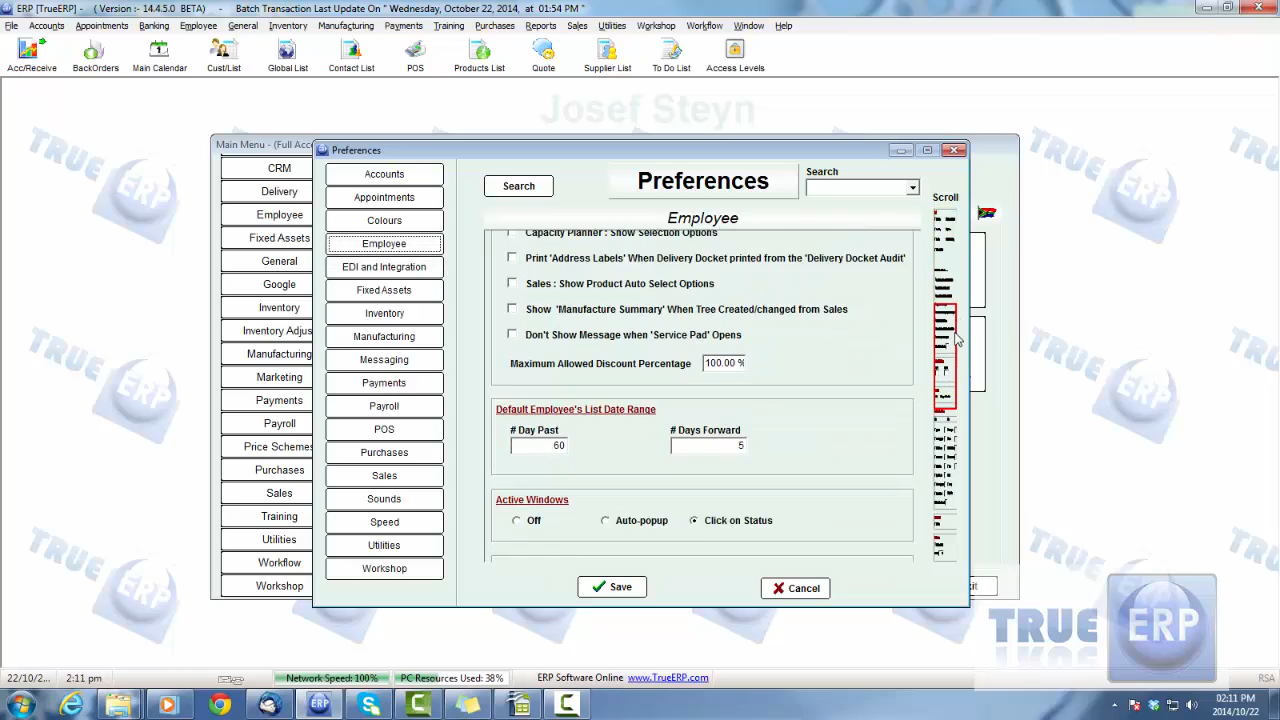 ERP [TrueERP] - ( Version :- 14.4.5.0 BETA) - Batch Transaction Last Update On " Wednesday, October 22, 2014, at 01:54 PM "
File Accounts Appointments Banking Employee General Inventory Manufacturing Payments Training Purchases Reports Sales Utilities Workshop Workflow Window Help
Acc/Receive BackOrders Main Calendar Cust/List Global List Contact List POS Products List Quote Supplier List To Do List Access Levels
Josef Steyn
Main Menu - (Full Acce
Preferences
CRM
Delivery
Employee
Fixed Assets
General
Google
Inventory
Inventory Adjus
Manufacturing
Marketing
Payments
Payroll
Price Schemes
Purchases
Sales
Training
Utilities
Workflow
Workshop
Accounts
Appointments
Colours
Employee
EDI and Integration
Fixed Assets
Inventory
Manufacturing
Messaging
Payments
Payroll
POS
Purchases
Sales
Sounds
Speed
Utilities
Workshop
Search
Preferences
Search
Scroll
Employee
Capacity Planner : Show Selection Options
Print 'Address Labels' When Delivery Docket printed from the 'Delivery Docket Audit'
Sales : Show Product Auto Select Options
Show 'Manufacture Summary' When Tree Created/changed from Sales
Don't Show Message when 'Service Pad' Opens
Maximum Allowed Discount Percentage 100.00 %
Default Employee's List Date Range
# Day Past # Days Forward
60 5
Active Windows
Off Auto-popup Click on Status
Save Cancel
xit
TRUE ERP
22/10/2... 2:11 pm Network Speed: 100% PC Resources Used: 38% ERP Software Online www.TrueERP.com RSA
02:11 PM
2014/10/22